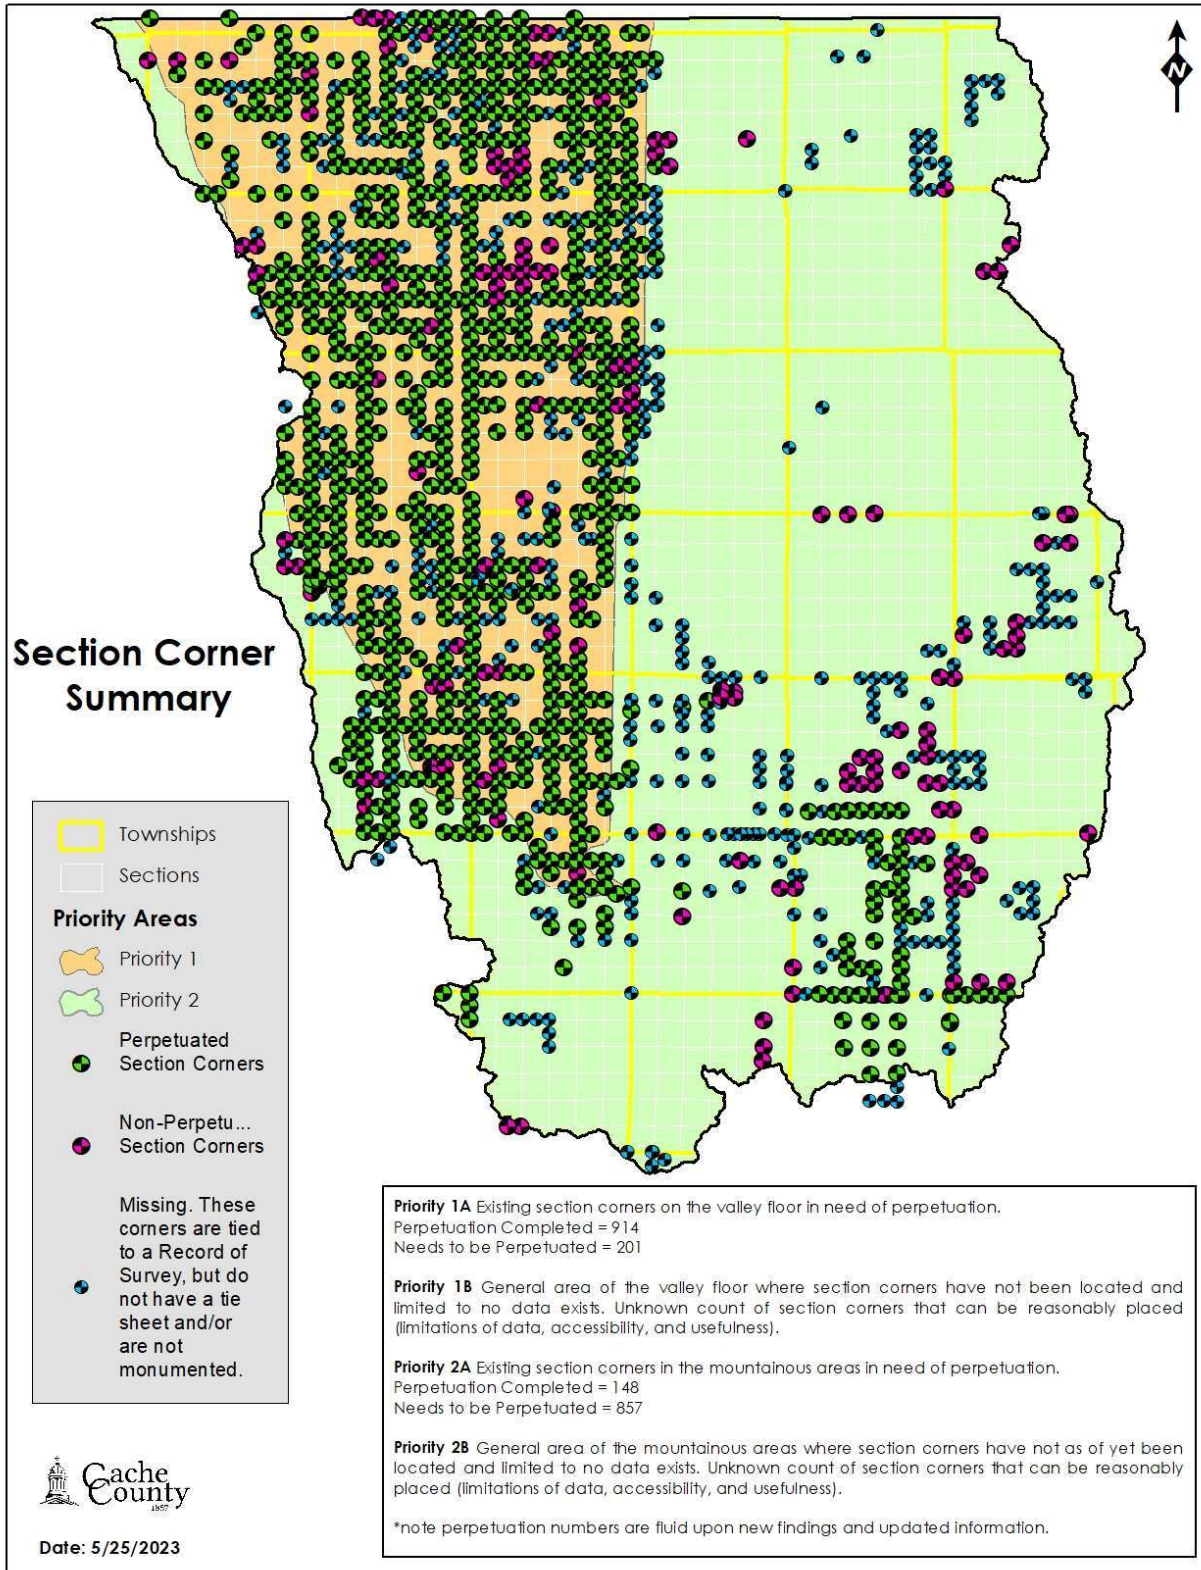 N
Section Corner
Summary
Townships
Sections
Priority Areas
Priority 1
Priority 2
Perpetuated
Section Corners
Non-Perpetu...
Section Corners
Missing. These
corners are tied
to a Record of
Survey, but do
not have a tie
sheet and/or
are not
monumented.
Cache
County
1857
Date: 5/25/2023
Priority 1A Existing section corners on the valley floor in need of perpetuation.
Perpetuation Completed = 914
Needs to be Perpetuated = 201
Priority 1B General area of the valley floor where section corners have not been located and
limited to no data exists. Unknown count of section corners that can be reasonably placed
(limitations of data, accessibility, and usefulness).
Priority 2A Existing section corners in the mountainous areas in need of perpetuation.
Perpetuation Completed = 148
Needs to be Perpetuated = 857
Priority 2B General area of the mountainous areas where section corners have not as of yet been
located and limited to no data exists. Unknown count of section corners that can be reasonably
placed (limitations of data, accessibility, and usefulness).
*note perpetuation numbers are fluid upon new findings and updated information.